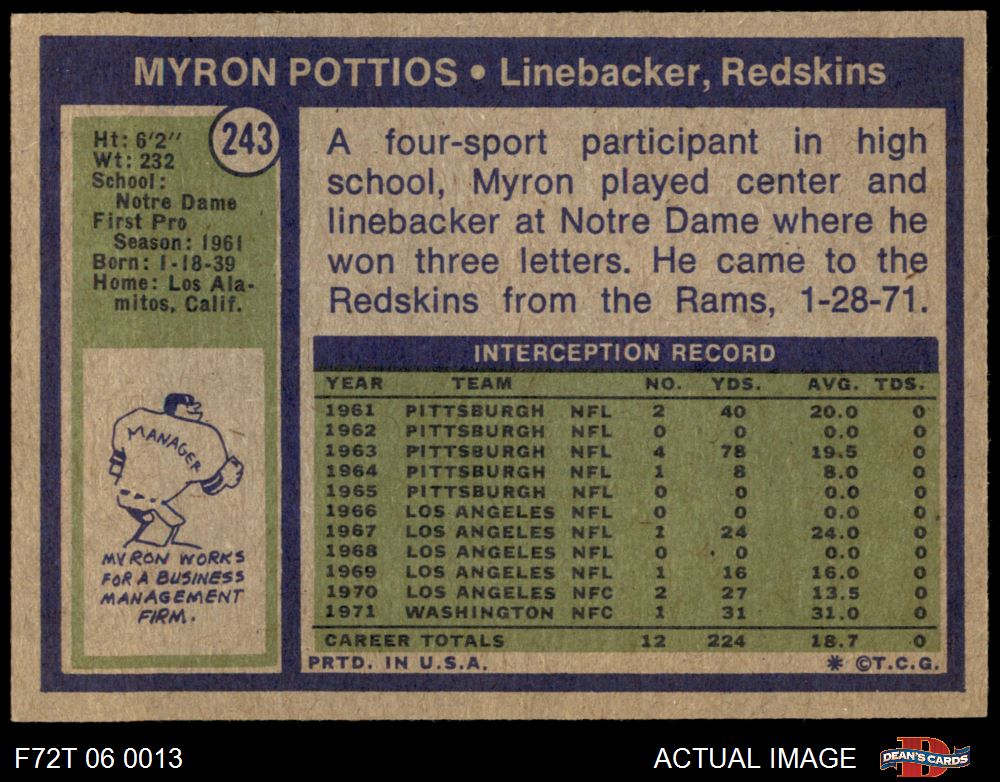 MYRON POTTIOS • Linebacker, Redskins
243
Ht: 6'2"
Wt: 232
School:
Notre Dame
First Pro
Season: 1961
Born: 1-18-39
Home: Los Ala-
mitos, Calif.
MANAGER
MYRON WORKS
FOR A BUSINESS
MANAGEMENT
FIRM.
A four-sport participant in high
school, Myron played center and
linebacker at Notre Dame where he
won three letters. He came to the
Redskins from the Rams, 1-28-71.
INTERCEPTION RECORD
YEAR TEAM NO. YDS. AVG. TDS.
1961 PITTSBURGH NFL 2 40 20.0 0
1962 PITTSBURGH NFL 0 0 0.0 0
1963 PITTSBURGH NFL 4 78 19.5 0
1964 PITTSBURGH NFL 1 8 8.0 0
1965 PITTSBURGH NFL 0 0 0.0 0
1966 LOS ANGELES NFL 0 0 0.0 0
1967 LOS ANGELES NFL 1 24 24.0 0
1968 LOS ANGELES NFL 0 0 0.0 0
1969 LOS ANGELES NFL 1 16 16.0 0
1970 LOS ANGELES NFC 2 27 13.5 0
1971 WASHINGTON NFC 1 31 31.0 0
CAREER TOTALS 12 224 18.7 0
PRTD. IN U.S.A. * ©T.C.G.
F72T 06 0013 ACTUAL IMAGE D DEAN'S CARDS